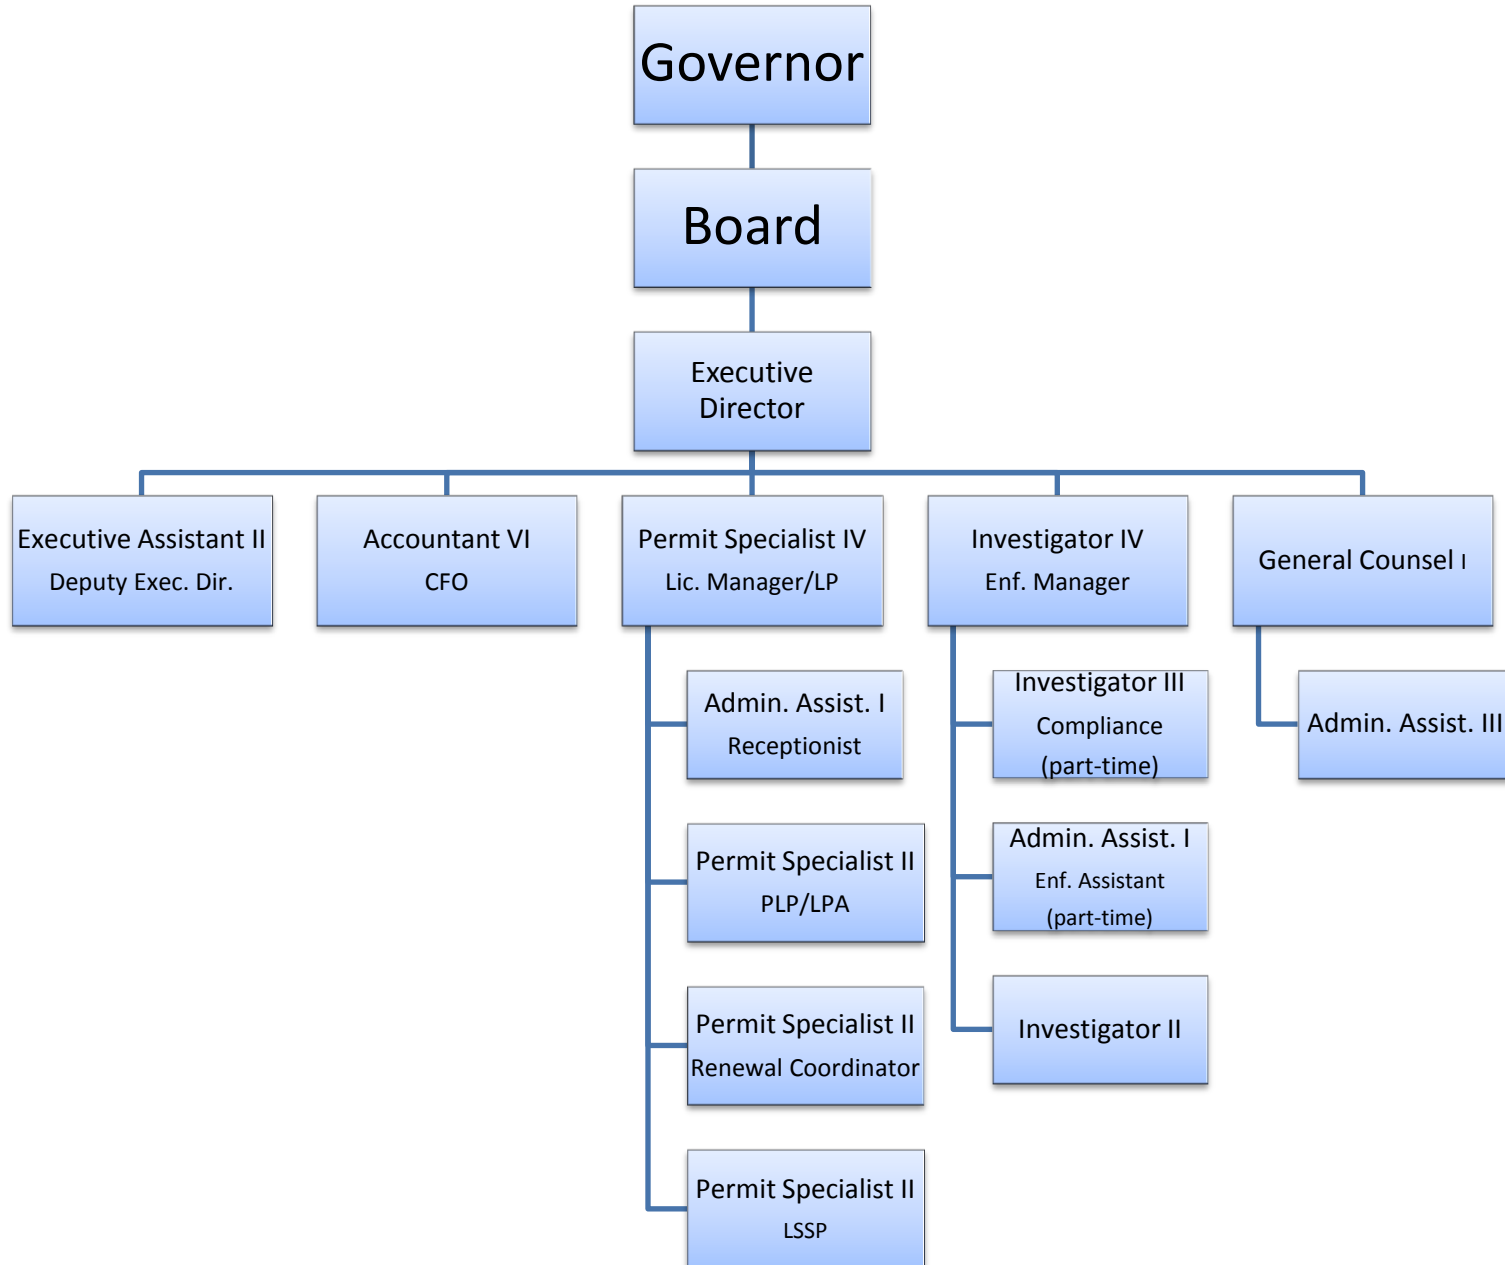 Governor
Board
Executive
Director
Executive Assistant II
Deputy Exec. Dir.
Accountant VI
CFO
Permit Specialist IV
Lic. Manager/LP
Investigator IV
Enf. Manager
General Counsel I
Admin. Assist. I
Receptionist
Permit Specialist II
PLP/LPA
Permit Specialist II
Renewal Coordinator
Permit Specialist II
LSSP
Investigator III
Compliance
(part-time)
Admin. Assist. I
Enf. Assistant
(part-time)
Investigator II
Admin. Assist. III